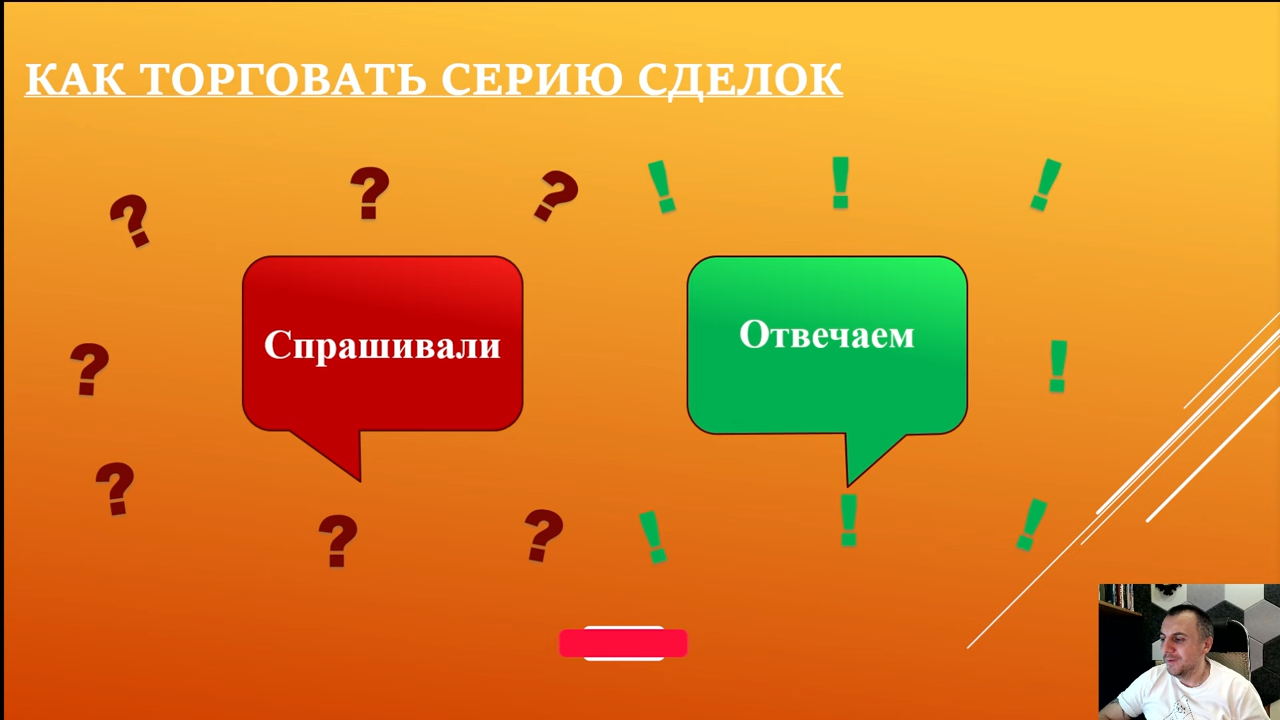 КАК ТОРГОВАТЬ СЕРИЮ СДЕЛОК
? ? ? ! ! !
Спрашивали
Отвечаем
? !
? ? ? ! ! !